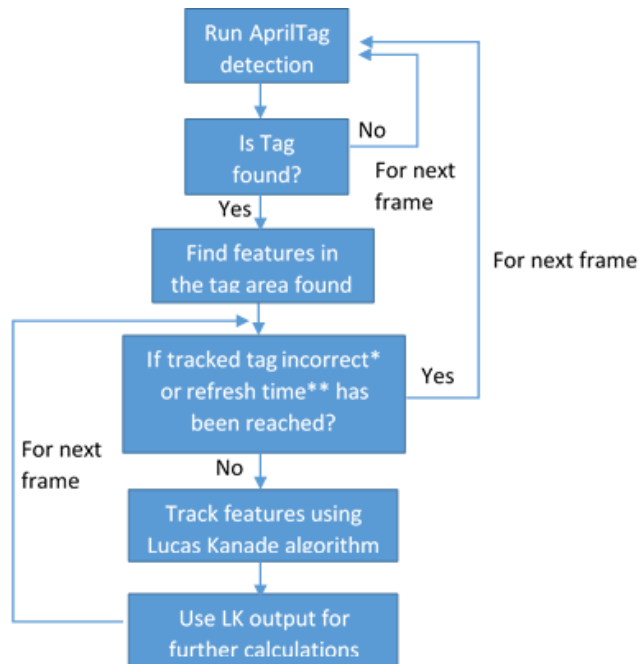 Run AprilTag
detection
Is Tag
found?
No
For next
frame
Yes
Find features in
the tag area found
For next frame
If tracked tag incorrect*
or refresh time** has
been reached?
Yes
For next
frame
No
Track features using
Lucas Kanade algorithm
Use LK output for
further calculations